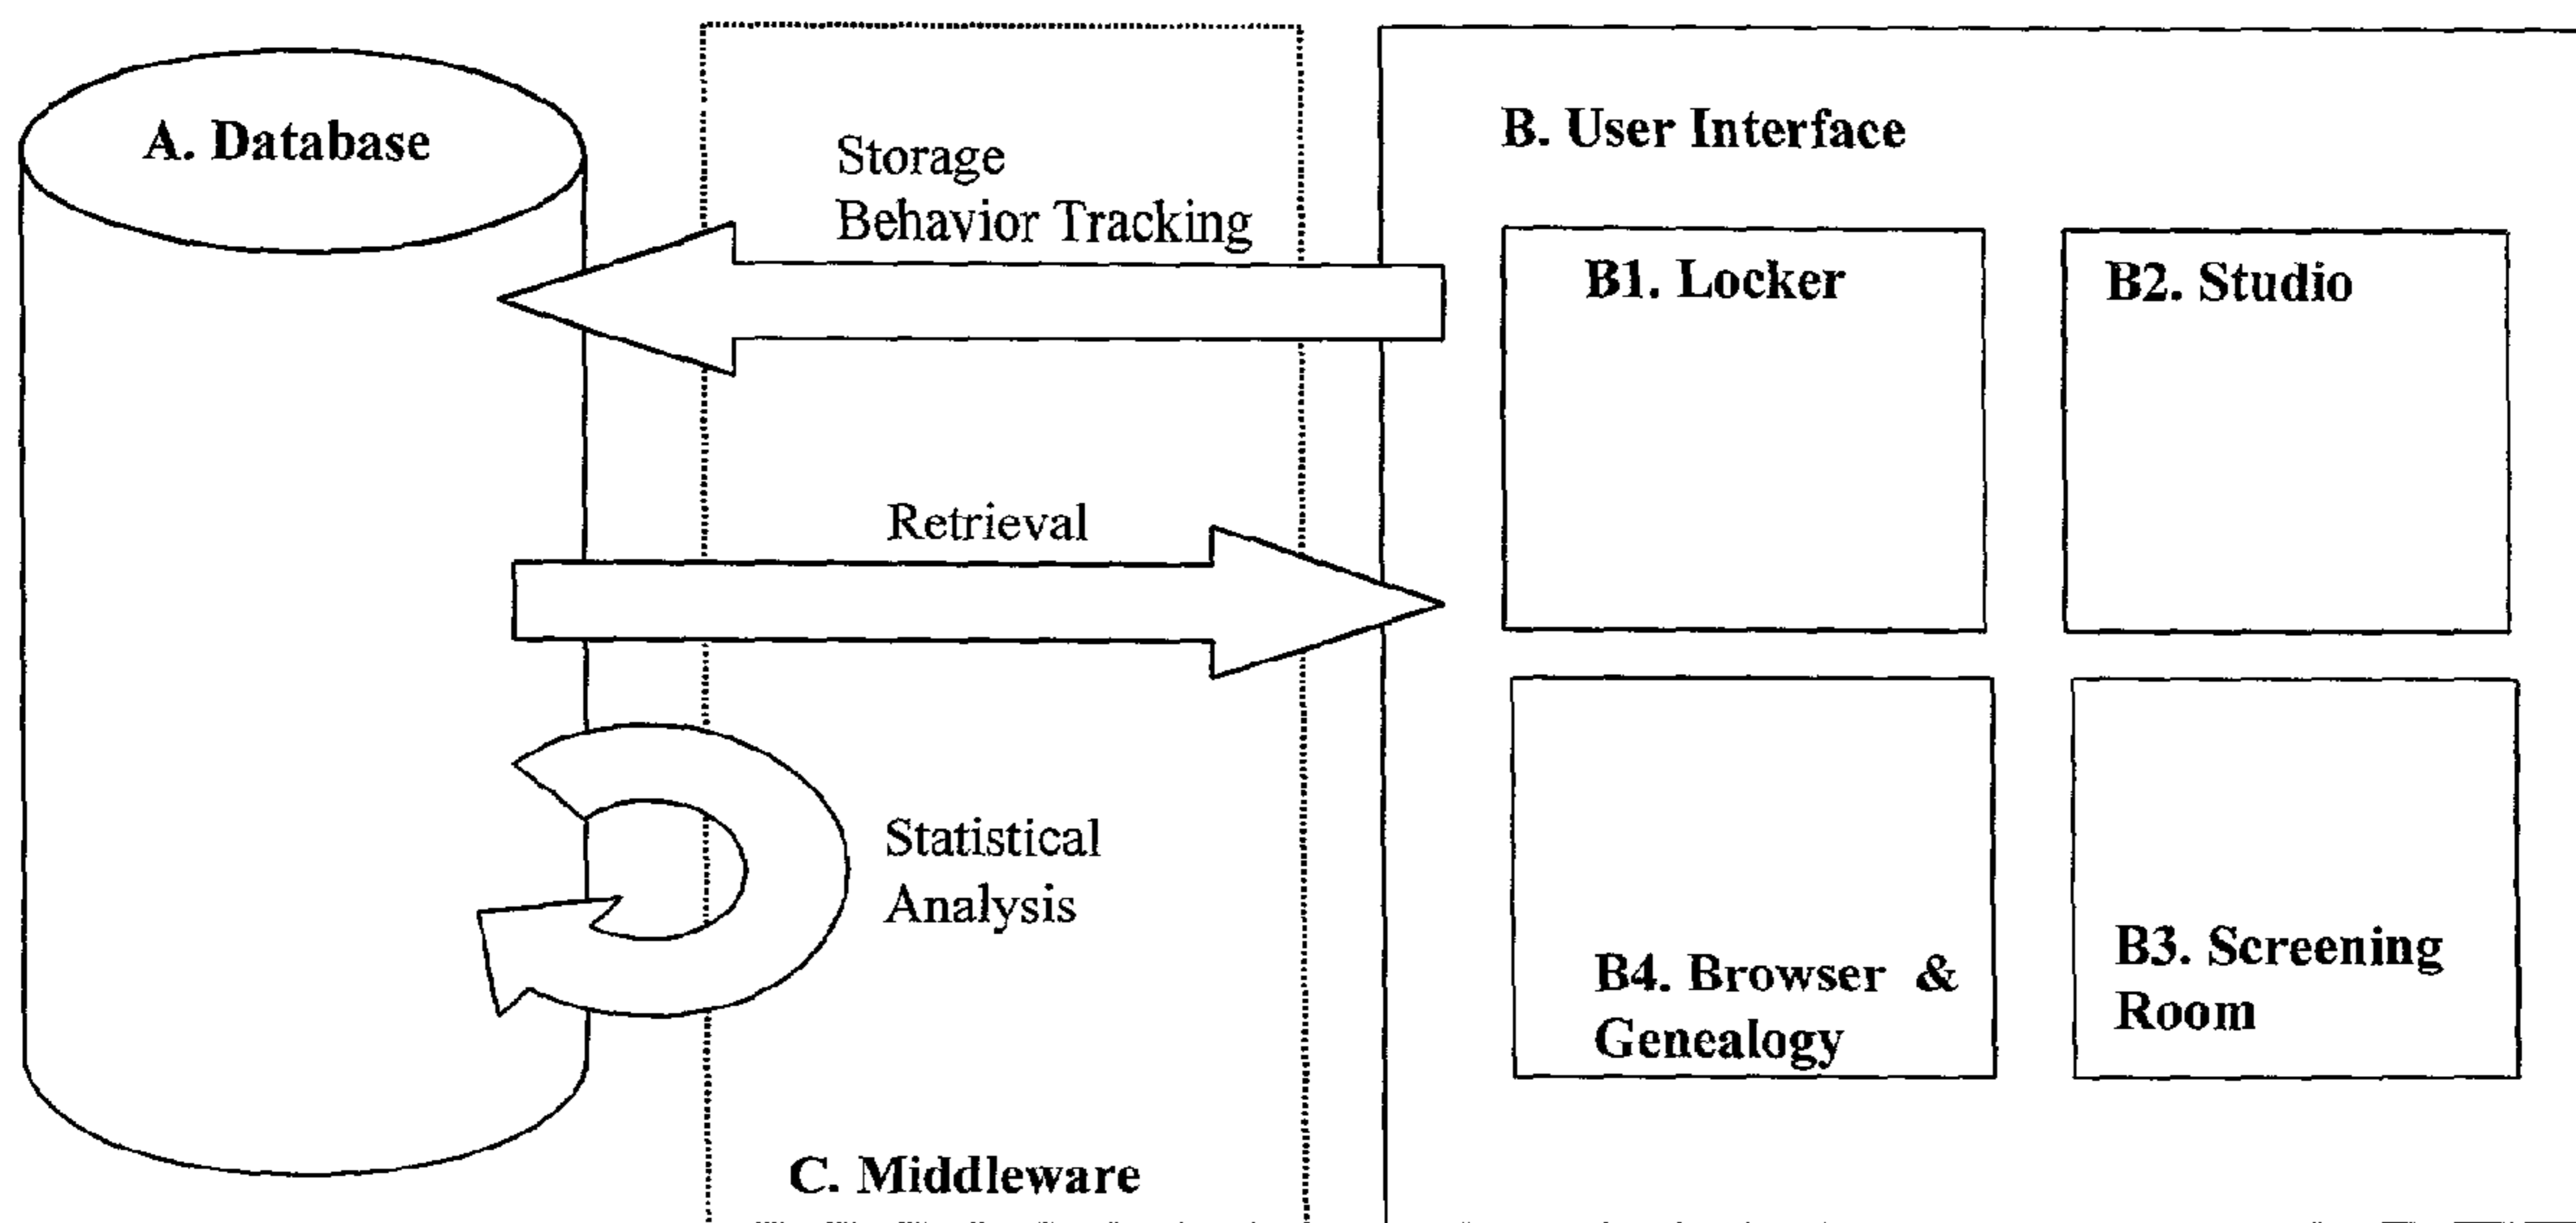 A. Database
Storage
Behavior Tracking
Retrieval
Statistical
Analysis
C. Middleware
B. User Interface
B1. Locker
B2. Studio
B4. Browser &
Genealogy
B3. Screening
Room